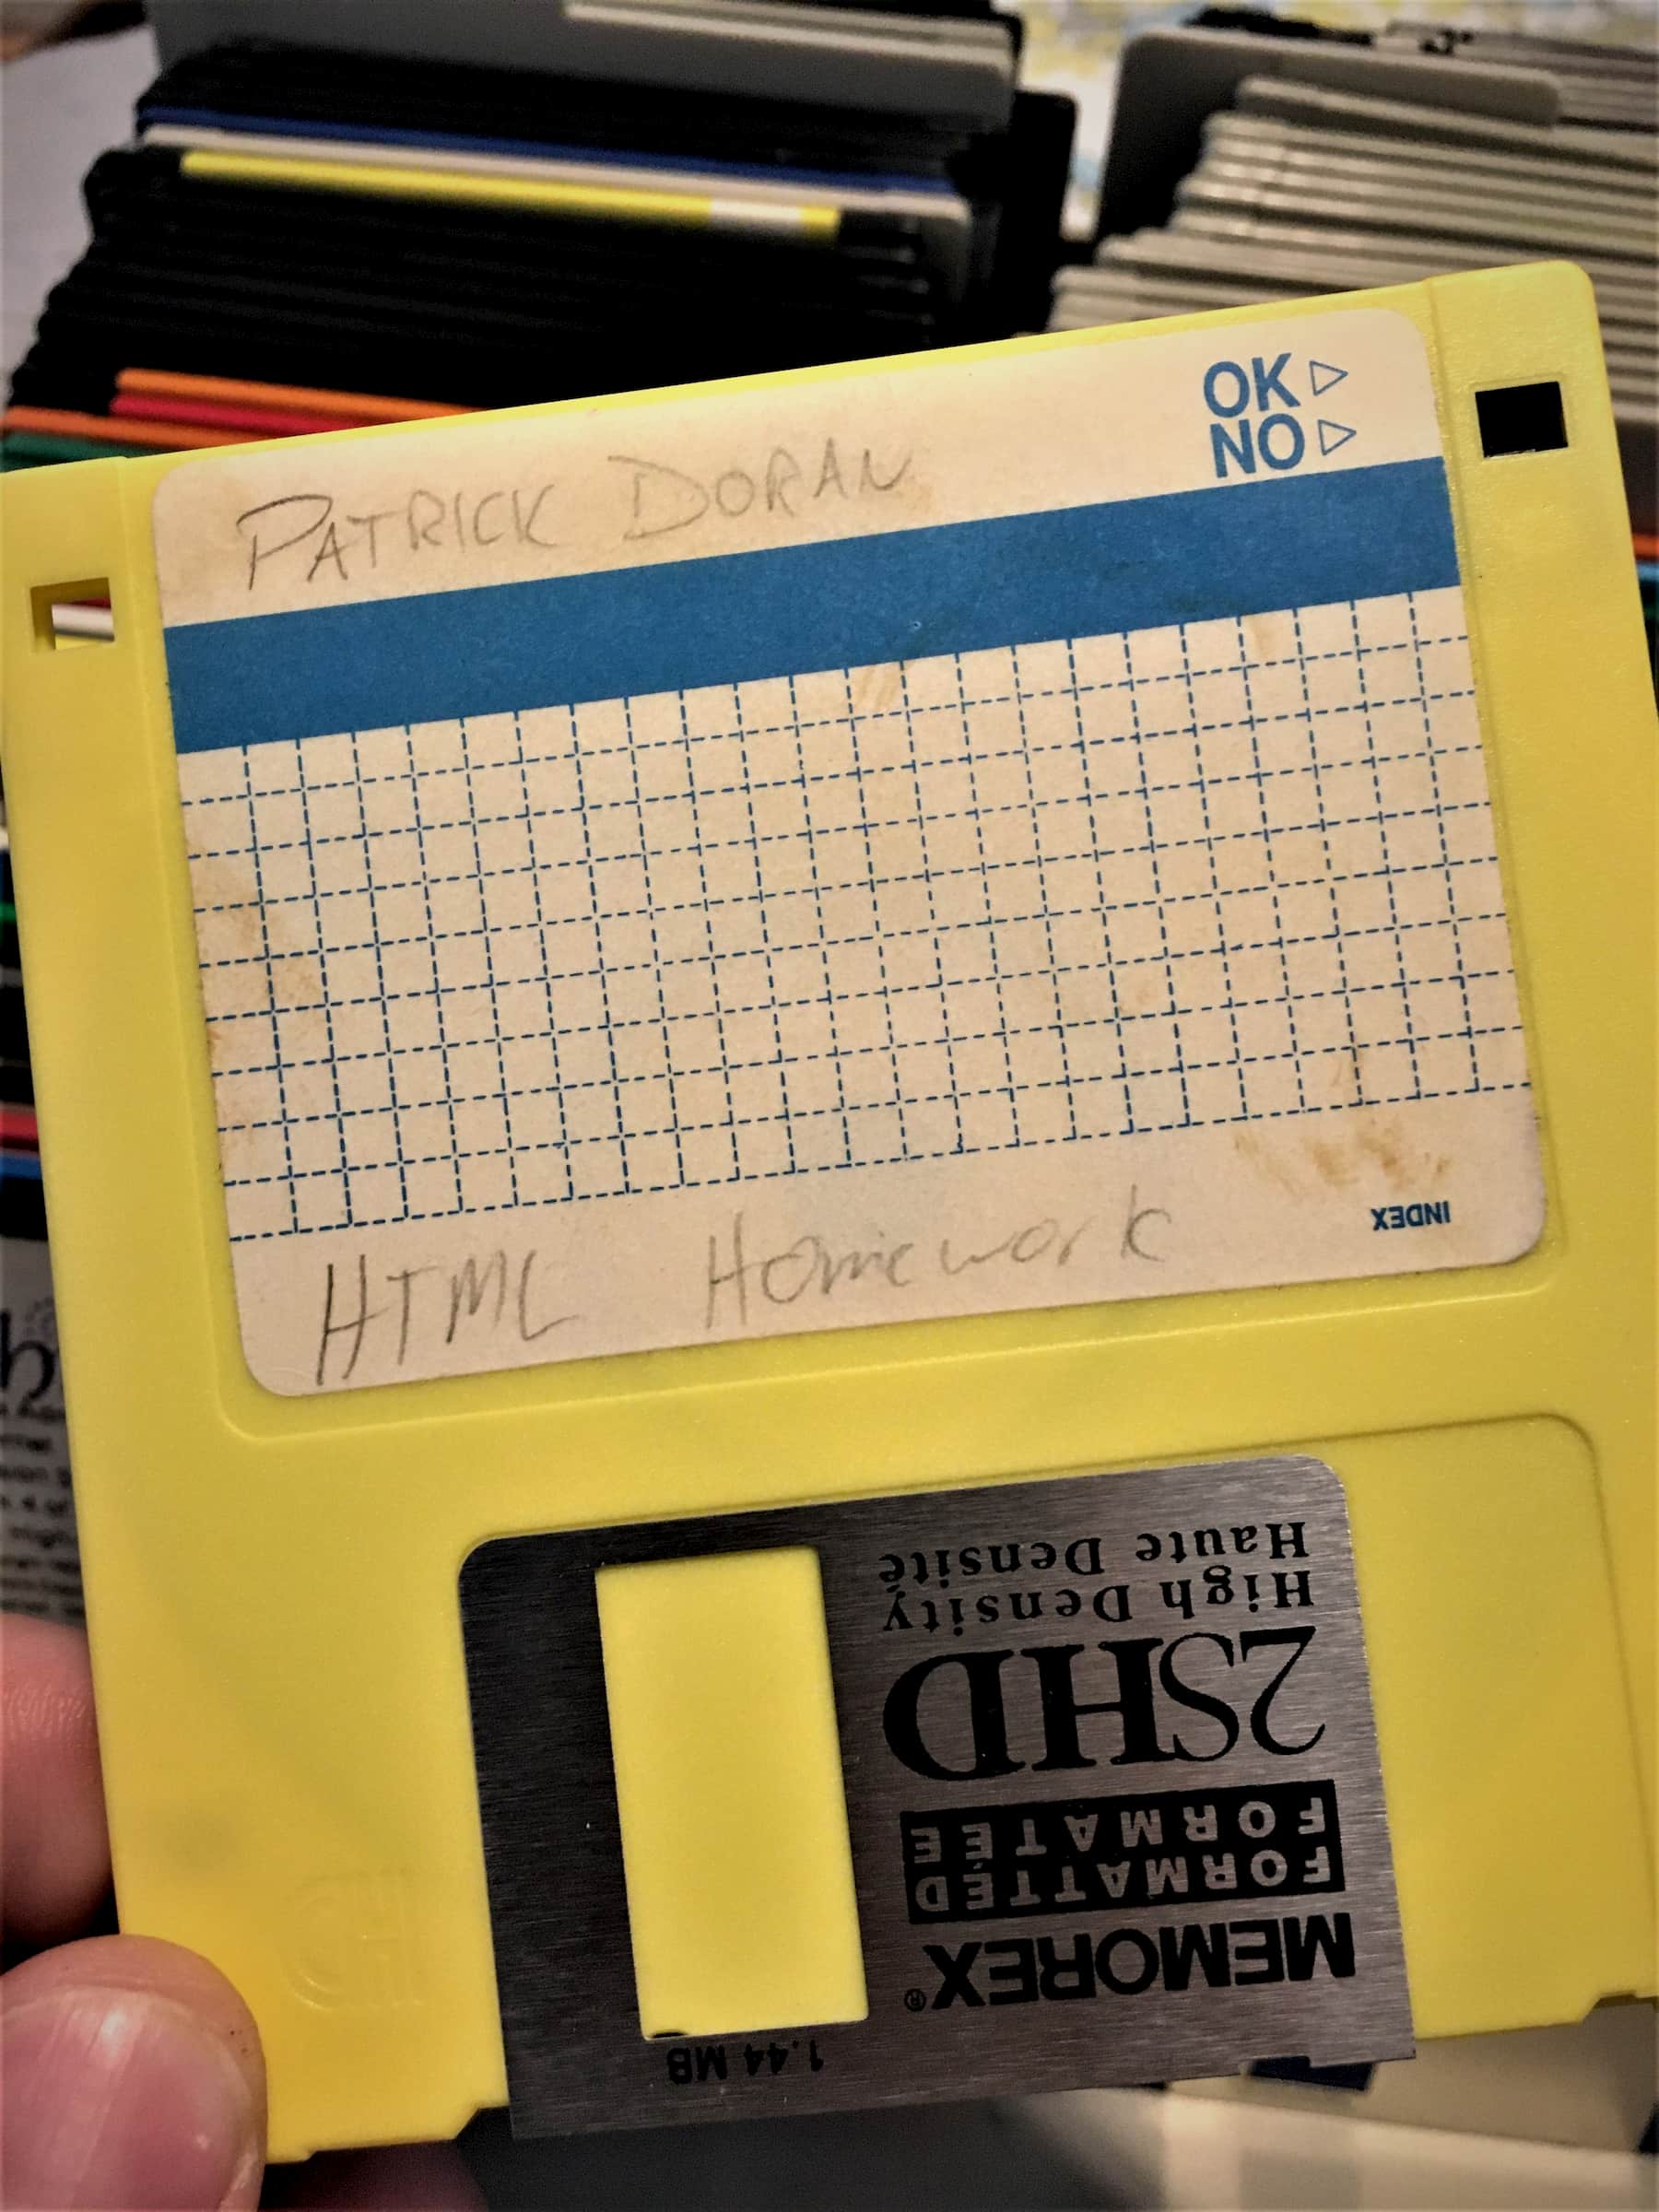 PATRICK DORAN
OK▷
NO▷
HTML Homework
INDEX
MEMOREX®
FORMATTED
FORMATÉE
2SHD
High Density
Haute Densité
1.44 MB